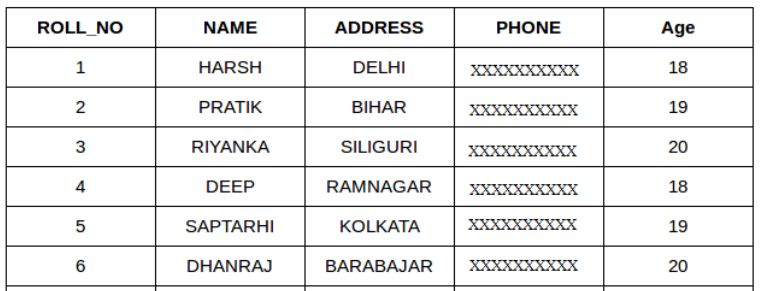 ROLL_NO NAME ADDRESS PHONE Age
1 HARSH DELHI XXXXXXXXXX 18
2 PRATIK BIHAR XXXXXXXXXX 19
3 RIYANKA SILIGURI XXXXXXXXXX 20
4 DEEP RAMNAGAR XXXXXXXXXX 18
5 SAPTARHI KOLKATA XXXXXXXXXX 19
6 DHANRAJ BARABAJAR XXXXXXXXXX 20